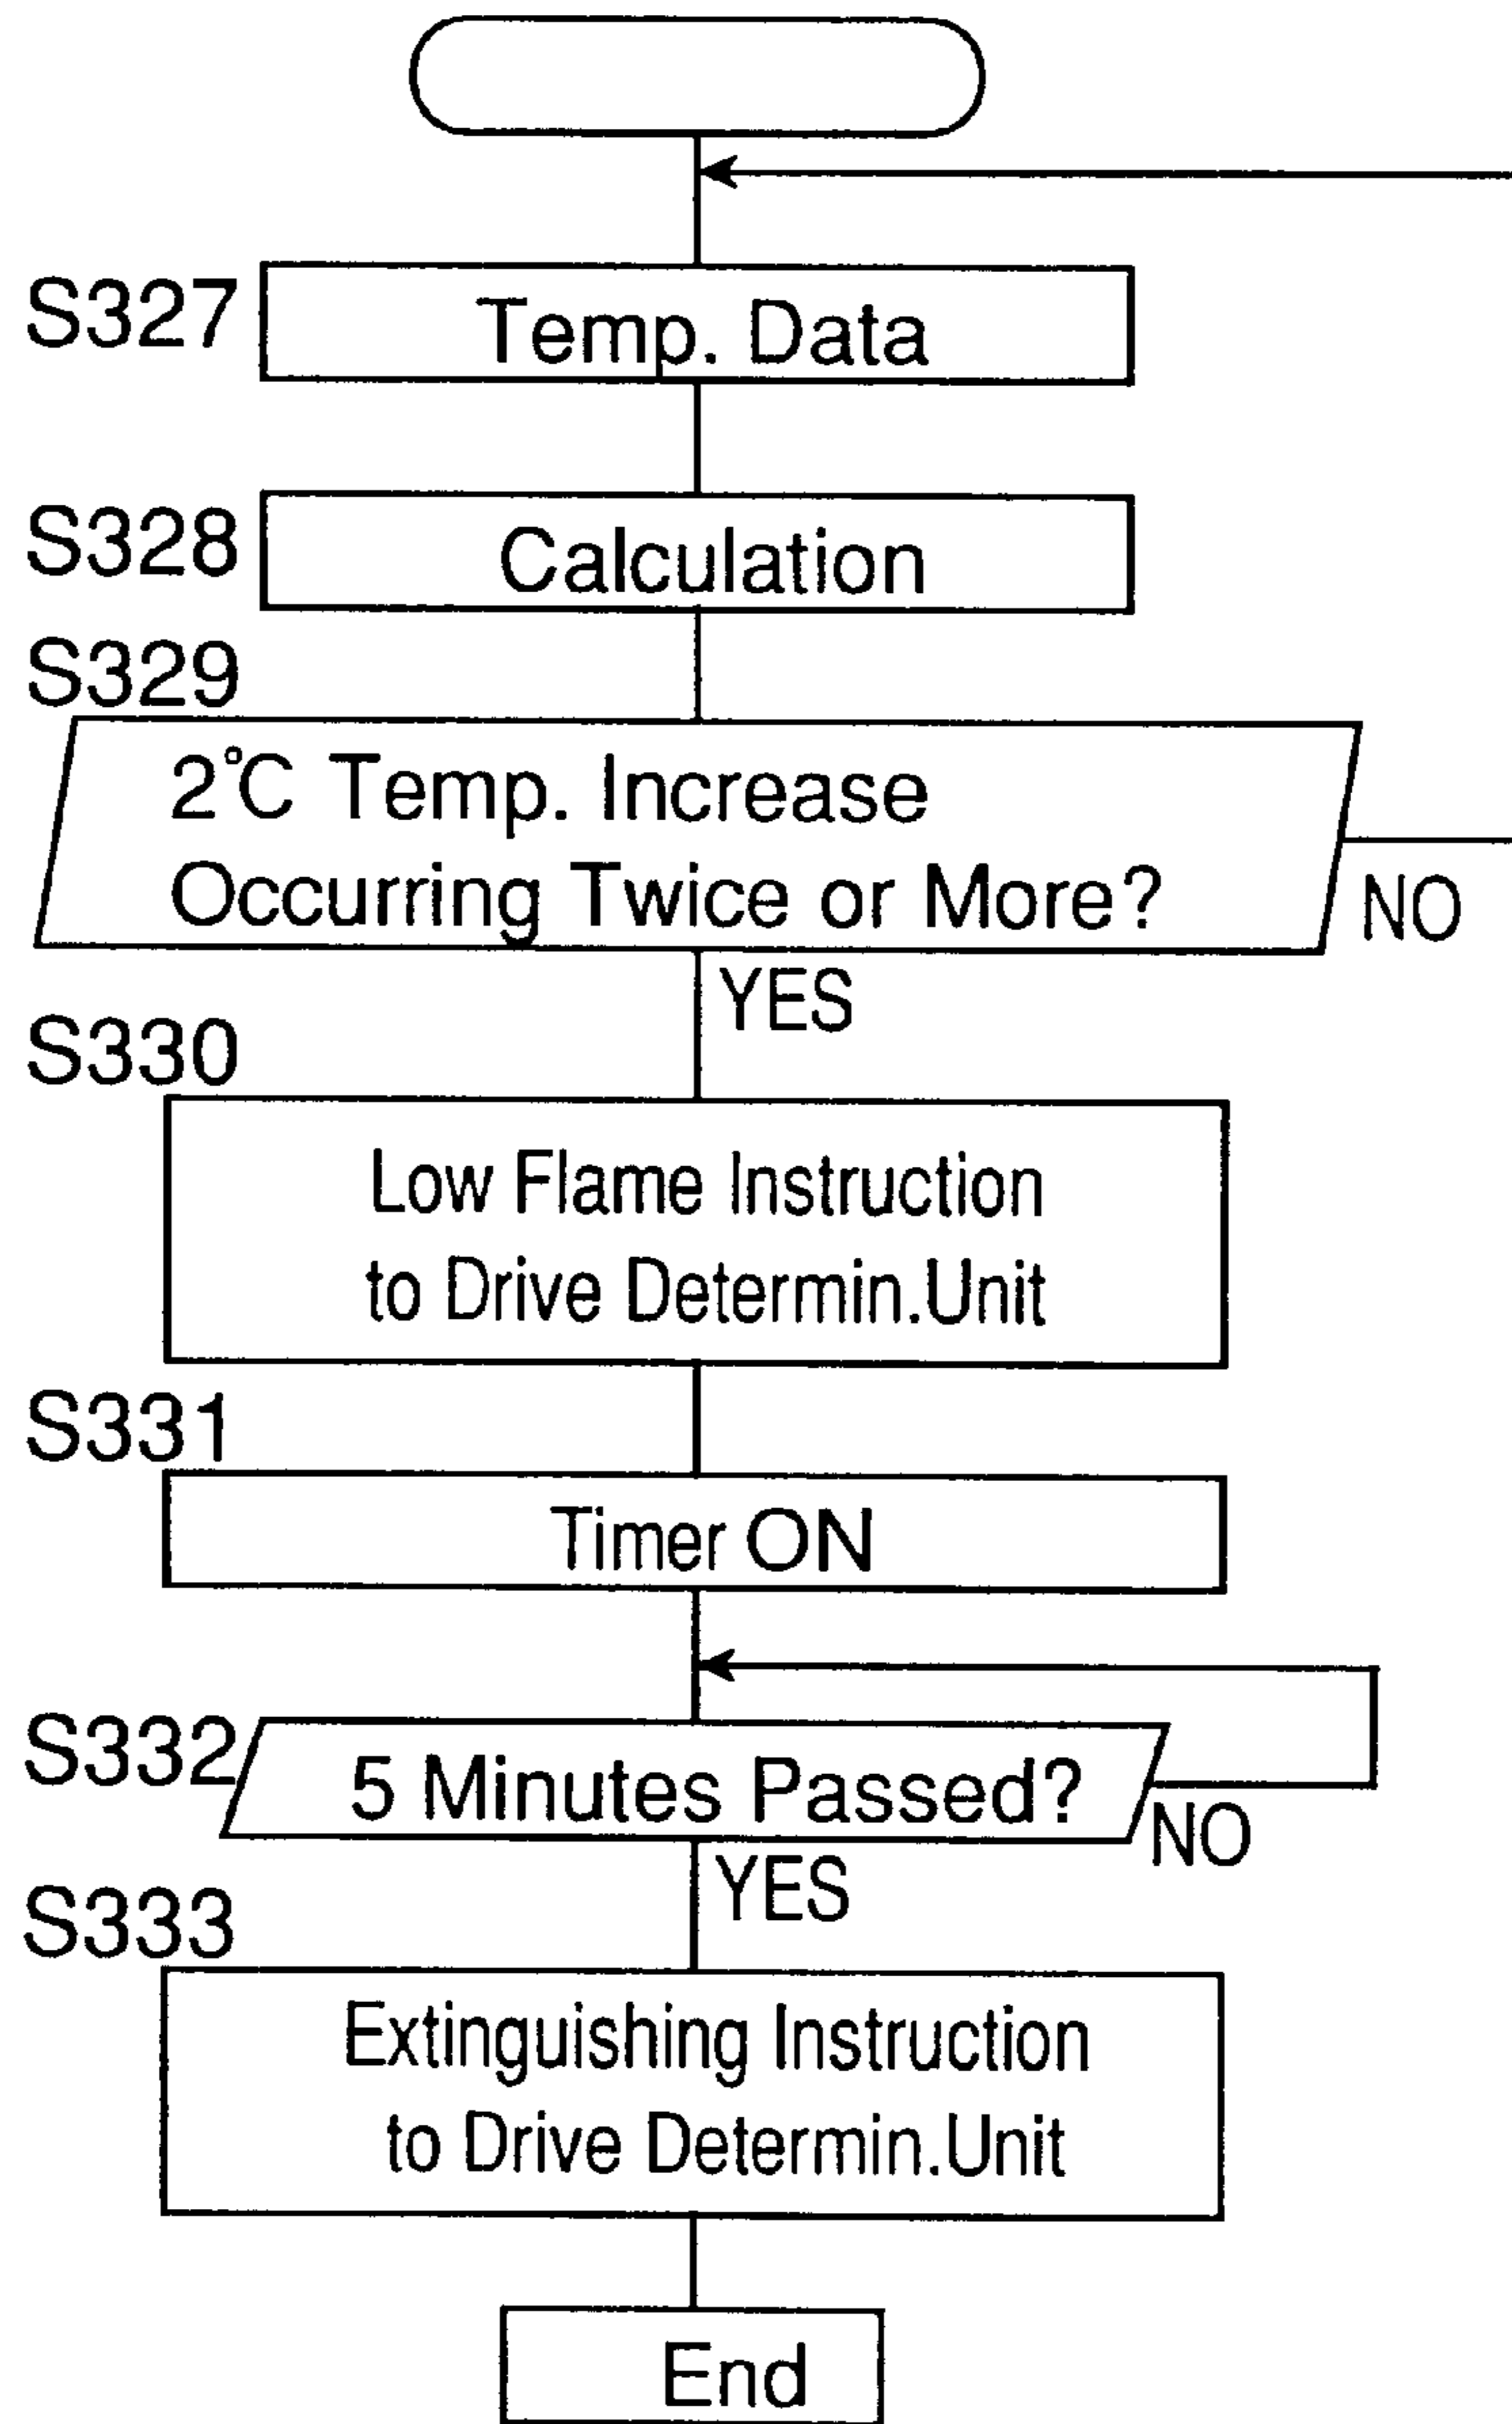 S327
Temp. Data
S328
Calculation
S329
2°C Temp. Increase
Occurring Twice or More?
NO
YES
S330
Low Flame Instruction
to Drive Determin.Unit
S331
Timer ON
S332
5 Minutes Passed?
NO
YES
S333
Extinguishing Instruction
to Drive Determin.Unit
End